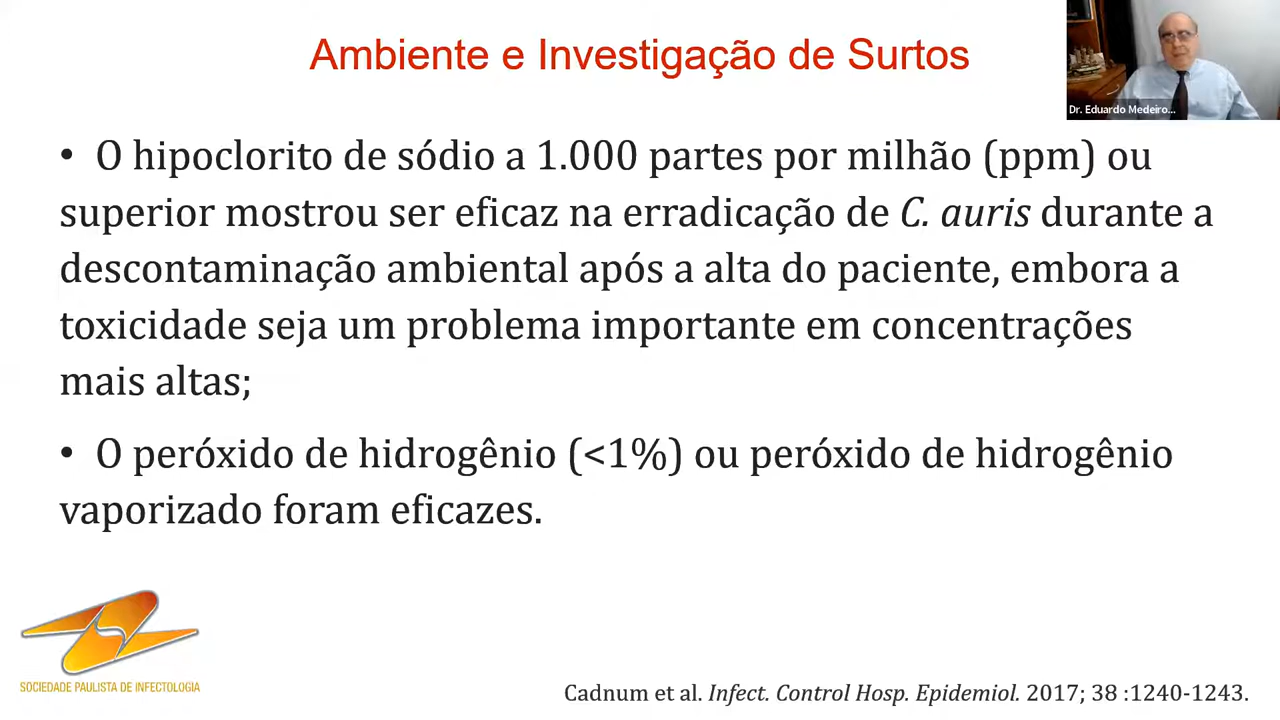 Ambiente e Investigação de Surtos
Dr. Eduardo Medeiro...
• O hipoclorito de sódio a 1.000 partes por milhão (ppm) ou
superior mostrou ser eficaz na erradicação de C. auris durante a
descontaminação ambiental após a alta do paciente, embora a
toxicidade seja um problema importante em concentrações
mais altas;
• O peróxido de hidrogênio (<1%) ou peróxido de hidrogênio
vaporizado foram eficazes.
SOCIEDADE PAULISTA DE INFECTOLOGIA
Cadnum et al. Infect. Control Hosp. Epidemiol. 2017; 38 :1240-1243.